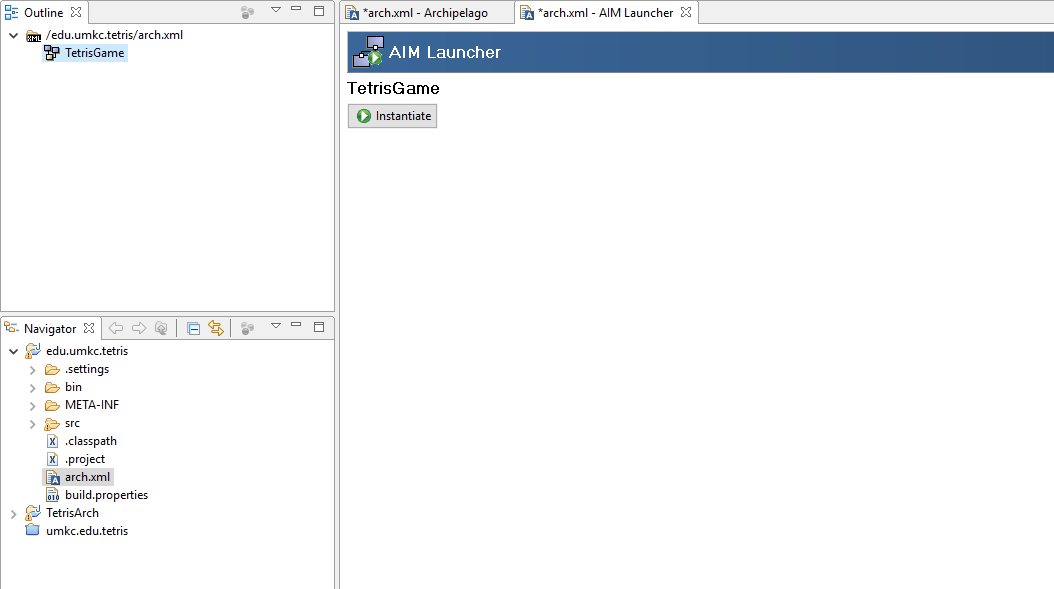 Outline
/edu.umkc.tetris/arch.xml
TetrisGame
Navigator
edu.umkc.tetris
.settings
bin
META-INF
src
.classpath
.project
arch.xml
build.properties
TetrisArch
umkc.edu.tetris
*arch.xml - Archipelago
*arch.xml - AIM Launcher
AIM Launcher
TetrisGame
Instantiate